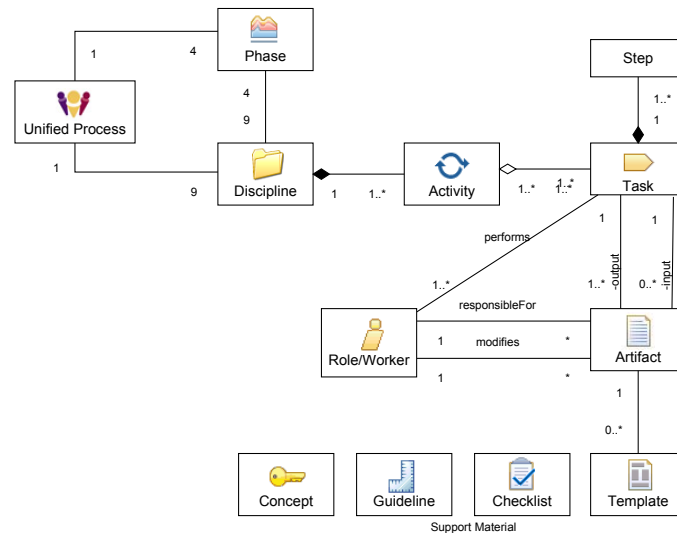 1
4
Phase
Step
4
9
1..*
1
Unified Process
1
9
Discipline
1
1..*
Activity
1..*
1..*
1..*
Task
performs
1
1
1..*
-output
1..*
-input
0..*
responsibleFor
Role/Worker
1
modifies
*
Artifact
1
*
1
0..*
Concept
Guideline
Checklist
Template
Support Material